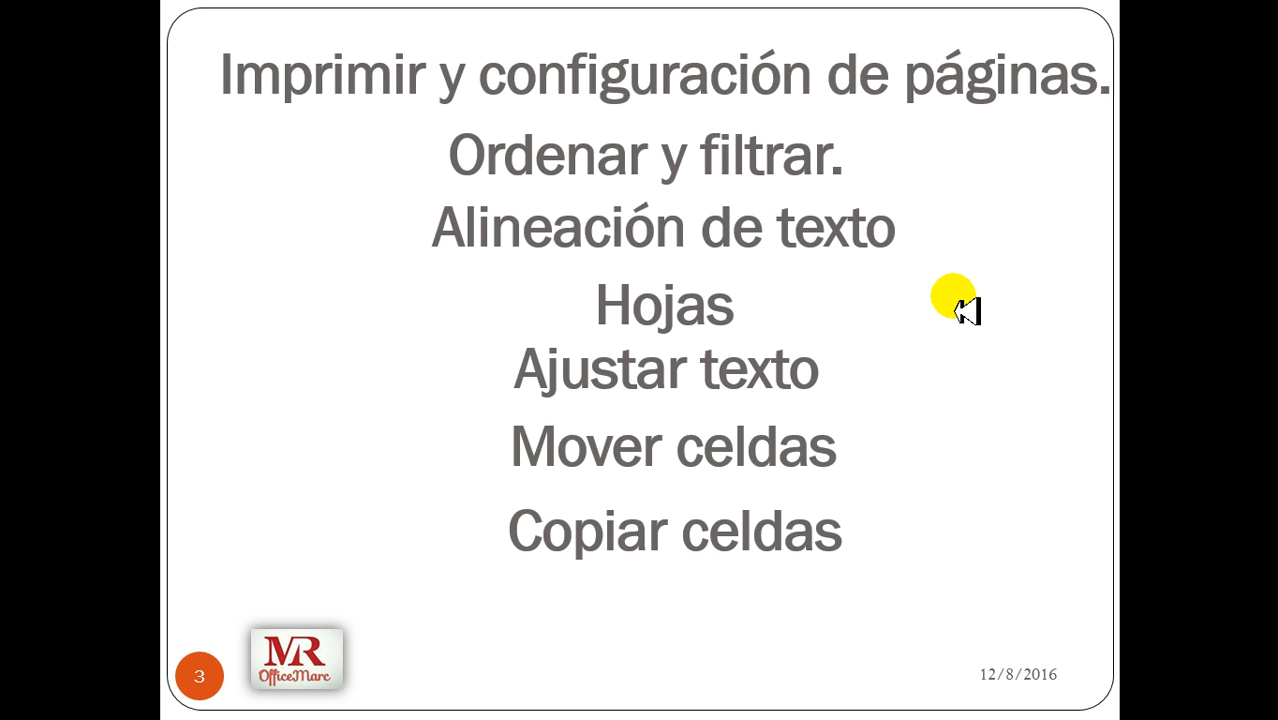 Imprimir y configuración de páginas.
Ordenar y filtrar.
Alineación de texto
Hojas
Ajustar texto
Mover celdas
Copiar celdas
MR
OfficeMarc
3
12/8/2016